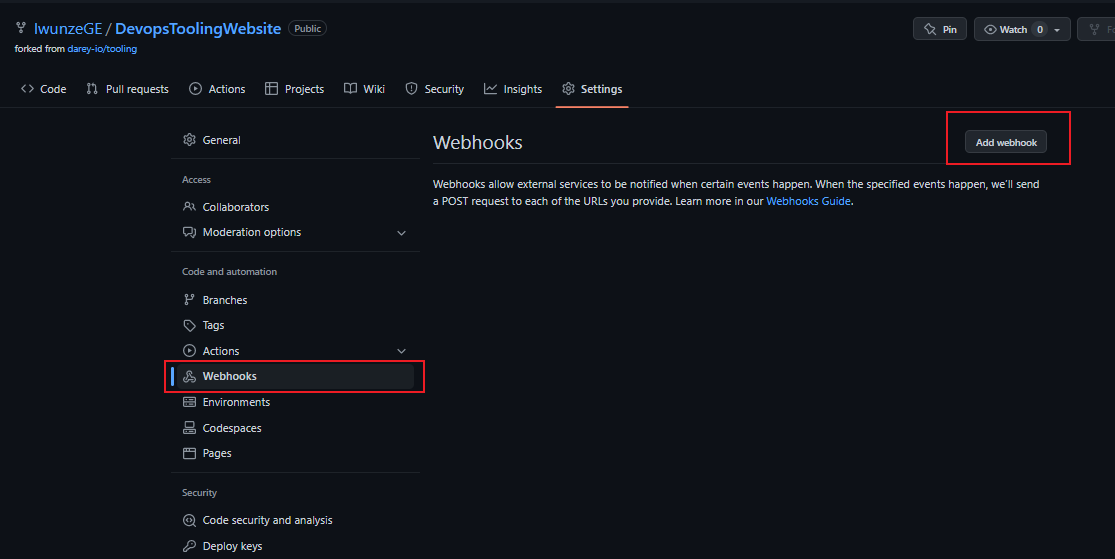 IwunzeGE / DevopsToolingWebsite Public
Pin
Watch 0
forked from darey-io/tooling
Code Pull requests Actions Projects Wiki Security Insights Settings
General
Access
Collaborators
Moderation options
Code and automation
Branches
Tags
Actions
Webhooks
Environments
Codespaces
Pages
Security
Code security and analysis
Deploy keys
Webhooks
Add webhook
Webhooks allow external services to be notified when certain events happen. When the specified events happen, we'll send
a POST request to each of the URLs you provide. Learn more in our Webhooks Guide.